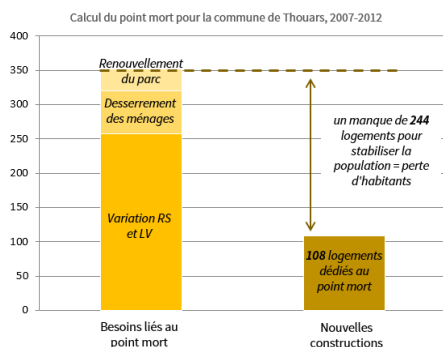 Calcul du point mort pour la commune de Thouars, 2007-2012
400
350
300
250
200
150
100
50
0
Renouvellement
du parc
Desserrement
des ménages
Variation RS
et LV
un manque de 244
logements pour
stabiliser la
population = perte
d'habitants
108 logements
dédiés au
point mort
Besoins liés au
point mort
Nouvelles
constructions